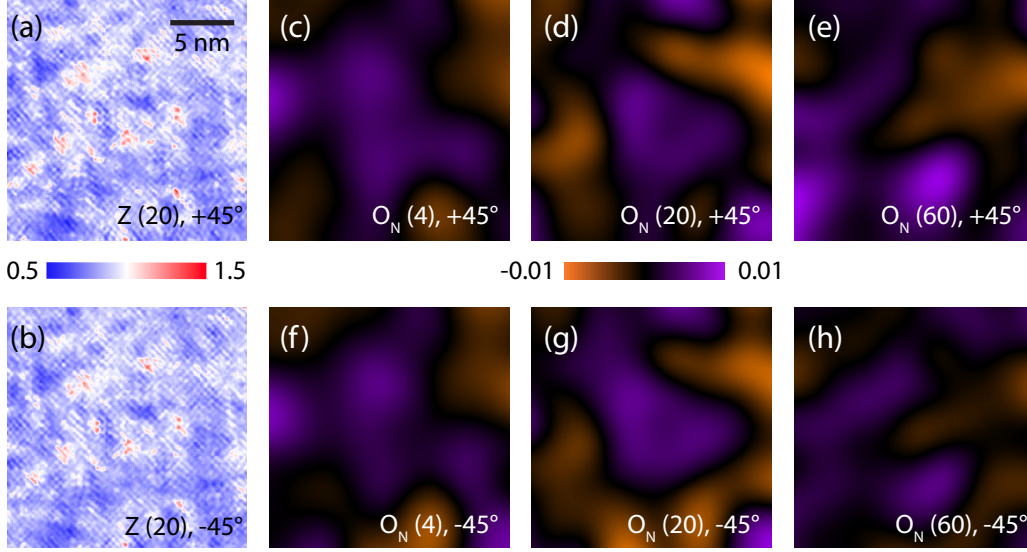 (a)
5 nm
Z (20), +45°
(c)
O_N (4), +45°
(d)
O_N (20), +45°
(e)
O_N (60), +45°
0.5
1.5
-0.01
0.01
(b)
Z (20), -45°
(f)
O_N (4), -45°
(g)
O_N (20), -45°
(h)
O_N (60), -45°